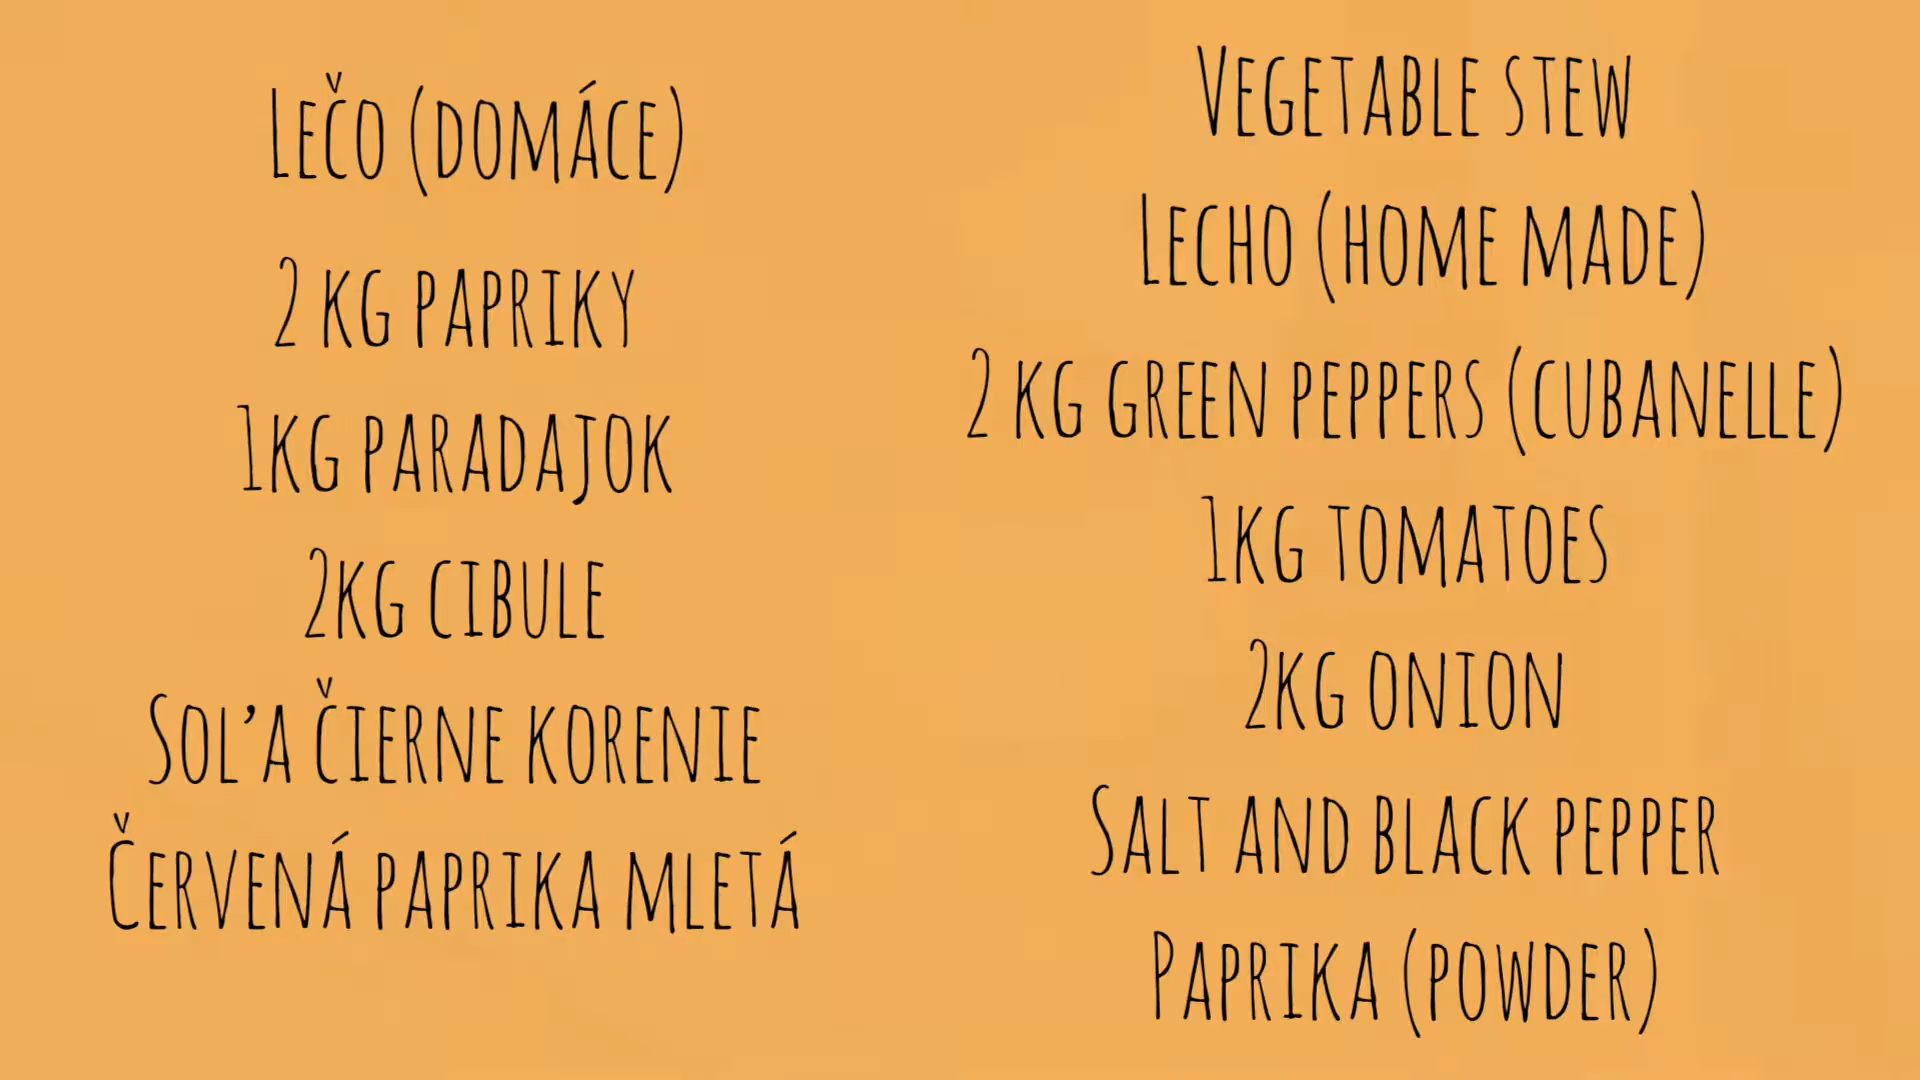 Lečo (domáce)
2 kg papriky
1kg paradajok
2kg cibule
Soľa čierne korenie
Červená paprika mletá
Vegetable stew
Lecho (home made)
2 kg green peppers (cubanelle)
1kg tomatoes
2kg onion
Salt and black pepper
Paprika (powder)